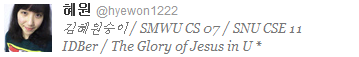 혜원 @hyewon1222
김혜원승이 / SMWU CS 07 / SNU CSE 11
IDBer / The Glory of Jesus in U *